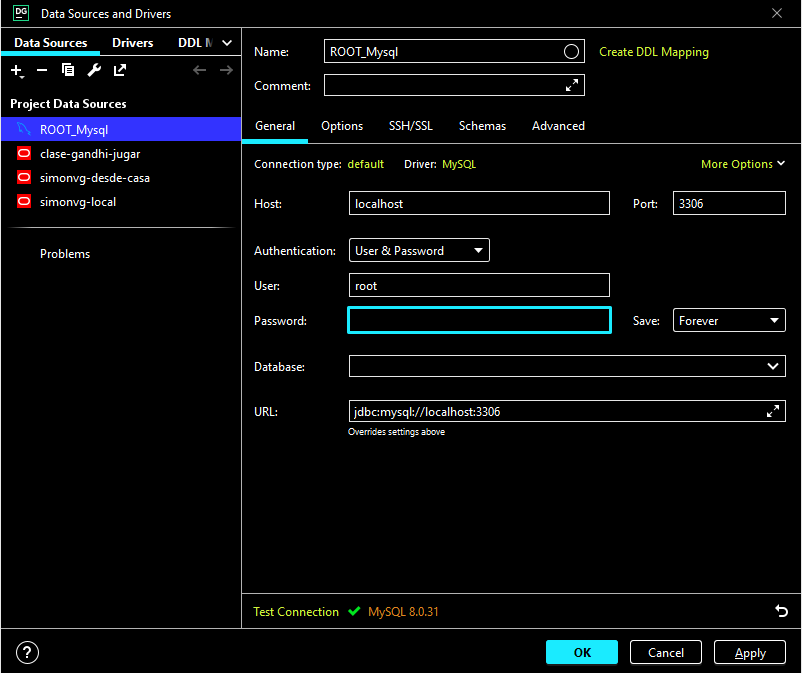 DG Data Sources and Drivers
Data Sources Drivers DDL M
Project Data Sources
ROOT_Mysql
clase-gandhi-jugar
simonvg-desde-casa
simonvg-local
Problems
Name: ROOT_Mysql Create DDL Mapping
Comment:
General Options SSH/SSL Schemas Advanced
Connection type: default Driver: MySQL More Options
Host: localhost Port: 3306
Authentication: User & Password
User: root
Password: Save: Forever
Database:
URL: jdbc:mysql://localhost:3306
Overrides settings above
Test Connection MySQL 8.0.31
? OK Cancel Apply